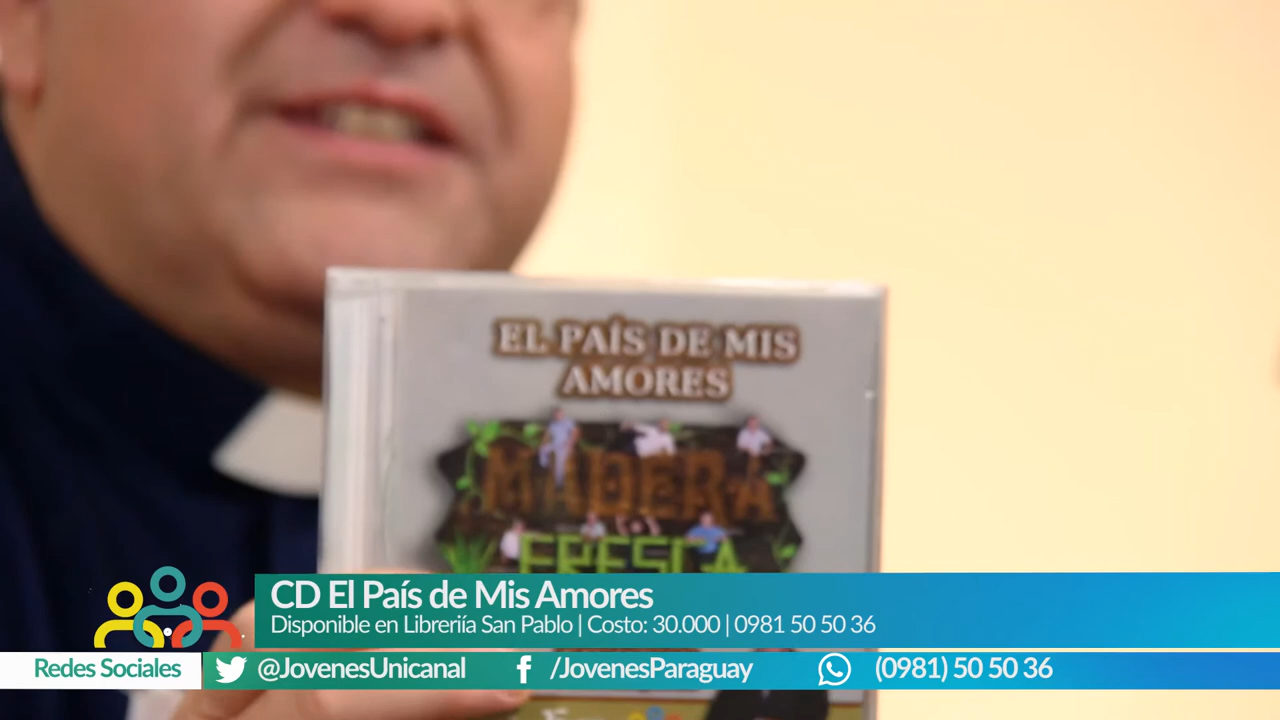 EL PAÍS DE MIS
AMORES
MADERA
FRESCA
CD El País de Mis Amores
Disponible en Libreriía San Pablo | Costo: 30.000 | 0981 50 50 36
Redes Sociales
@JovenesUnicanal
/JovenesParaguay
(0981) 50 50 36